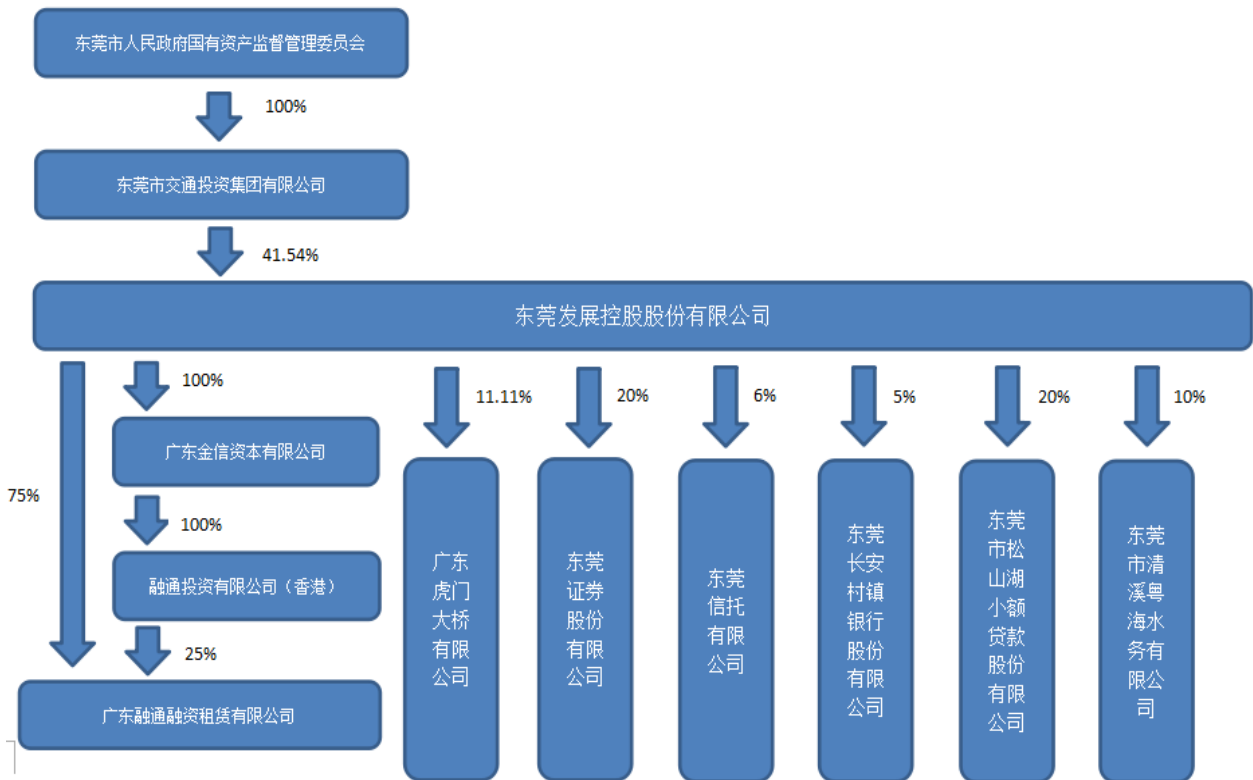 东莞市人民政府国有资产监督管理委员会
100%
东莞市交通投资集团有限公司
41.54%
东莞发展控股股份有限公司
75%
100%
广东金信资本有限公司
100%
融通投资有限公司（香港）
25%
广东融通融资租赁有限公司
11.11%
广东
虎门
大桥
有限
公司
20%
东莞
证券
股份
有限
公司
6%
东莞
信托
有限
公司
5%
东莞
长安
村镇
银行
股份
有限
公司
20%
东莞
市松
山湖
小额
贷款
股份
有限
公司
10%
东莞
市清
溪粤
海水
务有
限公
司